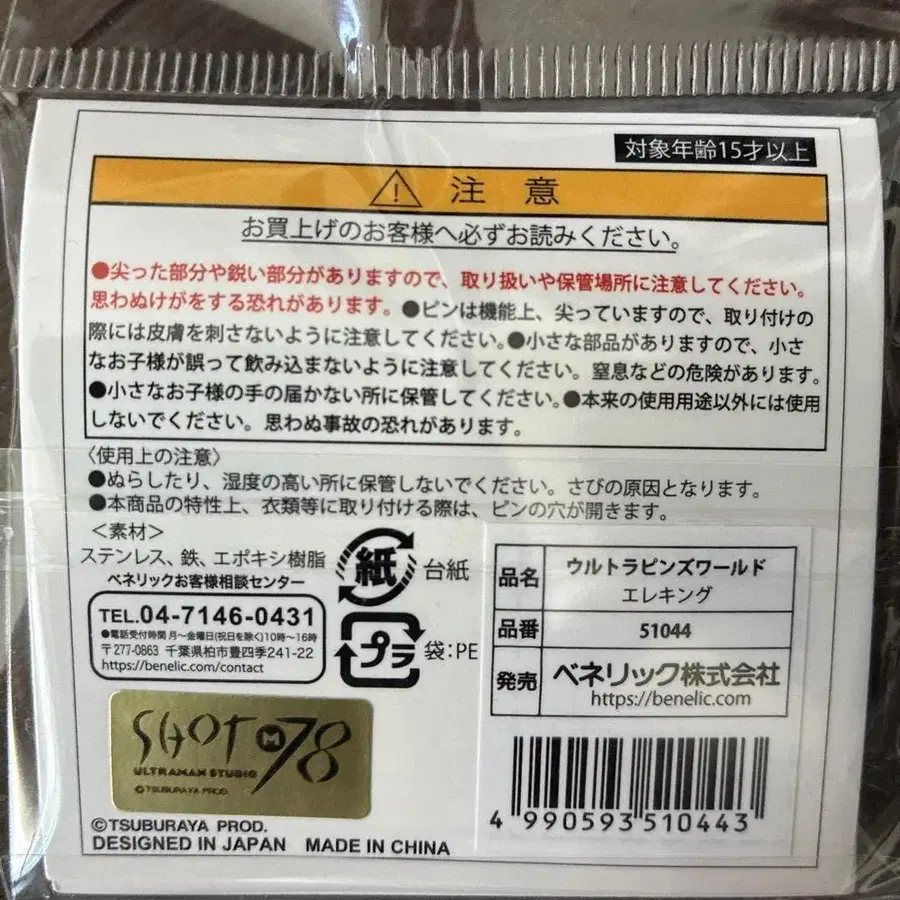 対象年齢15才以上
注 意
お買上げのお客様へ必ずお読みください。
●尖った部分や鋭い部分がありますので、取り扱いや保管場所に注意してください。
思わぬけがをする恐れがあります。●ピンは機能上、尖っていますので、取り付けの
際には皮膚を刺さないように注意してください。●小さな部品がありますので、小さ
なお子様が誤って飲み込まないように注意してください。窒息などの危険があります。
●小さなお子様の手の届かない所に保管してください。●本来の使用用途以外には使用
しないでください。思わぬ事故の恐れがあります。
〈使用上の注意〉
●ぬらしたり、湿度の高い所に保管しないでください。さびの原因となります。
●本商品の特性上、衣類等に取り付ける際は、ピンの穴が開きます。
＜素材＞
ステンレス、鉄、エポキシ樹脂
ベネリックお客様相談センター
TEL.04-7146-0431
●電話受付時間 月〜金曜日(祝日を除く)10時〜16時
〒277-0863 千葉県柏市豊四季241-22
https://benelic.com/contact
紙 台紙
プラ 袋:PE
品名 ウルトラピンズワールド
エレキング
品番 51044
発売 ベネリック株式会社
https://benelic.com
SHOT M78
ULTRAMAN STUDIO
©TSUBURAYA PROD.
4 990593 510443
©TSUBURAYA PROD.
DESIGNED IN JAPAN MADE IN CHINA